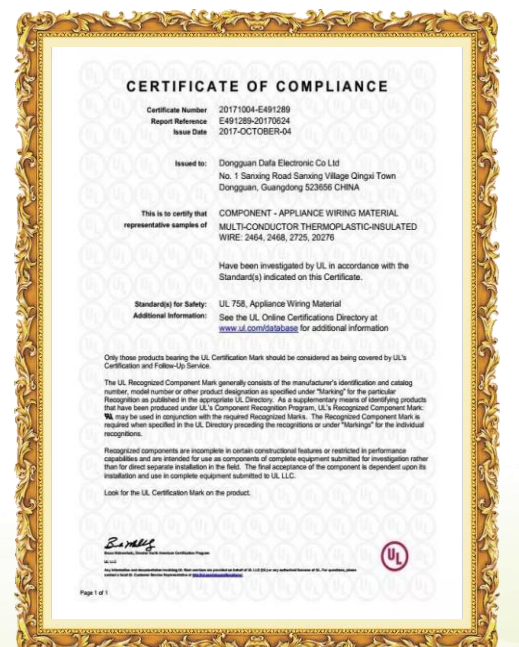 CERTIFICATE OF COMPLIANCE
Certificate Number 20171004-E491289
Report Reference E491289-20170624
Issue Date 2017-OCTOBER-04
Issued to: Dongguan Dafa Electronic Co Ltd
No. 1 Sanxing Road Sanxing Village Qingxi Town
Dongguan, Guangdong 523656 CHINA
This is to certify that COMPONENT - APPLIANCE WIRING MATERIAL
representative samples of MULTI-CONDUCTOR THERMOPLASTIC-INSULATED
WIRE: 2464, 2468, 2725, 20276
Have been investigated by UL in accordance with the
Standard(s) indicated on this Certificate.
Standard(s) for Safety: UL 758, Appliance Wiring Material
Additional Information: See the UL Online Certifications Directory at
www.ul.com/database for additional information
Only those products bearing the UL Certification Mark should be considered as being covered by UL's
Certification and Follow-Up Service.
The UL Recognized Component Mark generally consists of the manufacturer's identification and catalog
number, model number or other product designation as specified under "Marking" for the particular
Recognition as published in the appropriate UL Directory. As a supplementary means of identifying products
that have been produced under UL's Component Recognition Program, UL's Recognized Component Mark:
may be used in conjunction with the required Recognized Marks. The Recognized Component Mark is
required when specified in the UL Directory preceding the recognitions or under "Markings" for the individual
recognitions.
Recognized components are incomplete in certain constructional features or restricted in performance
capabilities and are intended for use as components of complete equipment submitted for investigation rather
than for direct separate installation in the field. The final acceptance of the component is dependent upon its
installation and use in complete equipment submitted to UL LLC.
Look for the UL Certification Mark on the product.
UL LLC
UL
Page 1 of 1